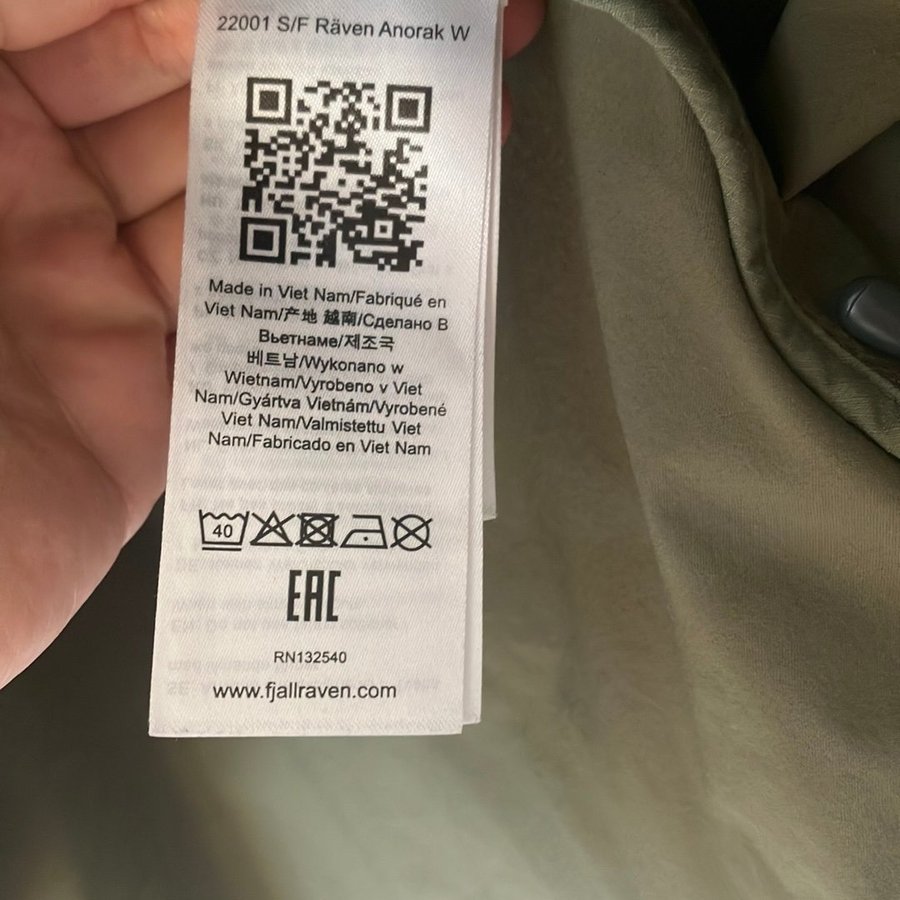 22001 S/F Räven Anorak W
Made in Viet Nam/Fabriqué en
Viet Nam/产地 越南/Сделано В
Вьетнаме/제조국
베트남/Wykonano w
Wietnam/Vyrobeno v Viet
Nam/Gyártva Vietnám/Vyrobené
Viet Nam/Valmistettu Viet
Nam/Fabricado en Viet Nam
40
EAC
RN132540
www.fjallraven.com